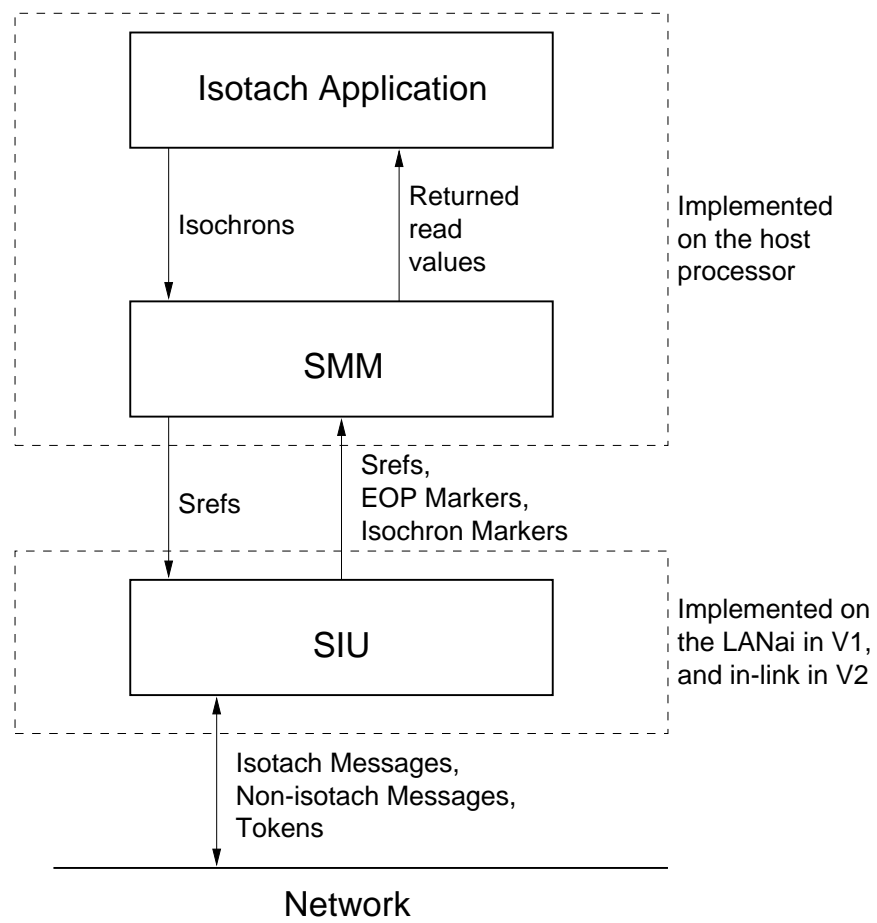 Isotach Application
Isochrons
Returned
read
values
Implemented
on the host
processor
SMM
Srefs
Srefs,
EOP Markers,
Isochron Markers
SIU
Implemented on
the LANai in V1,
and in-link in V2
Isotach Messages,
Non-isotach Messages,
Tokens
Network